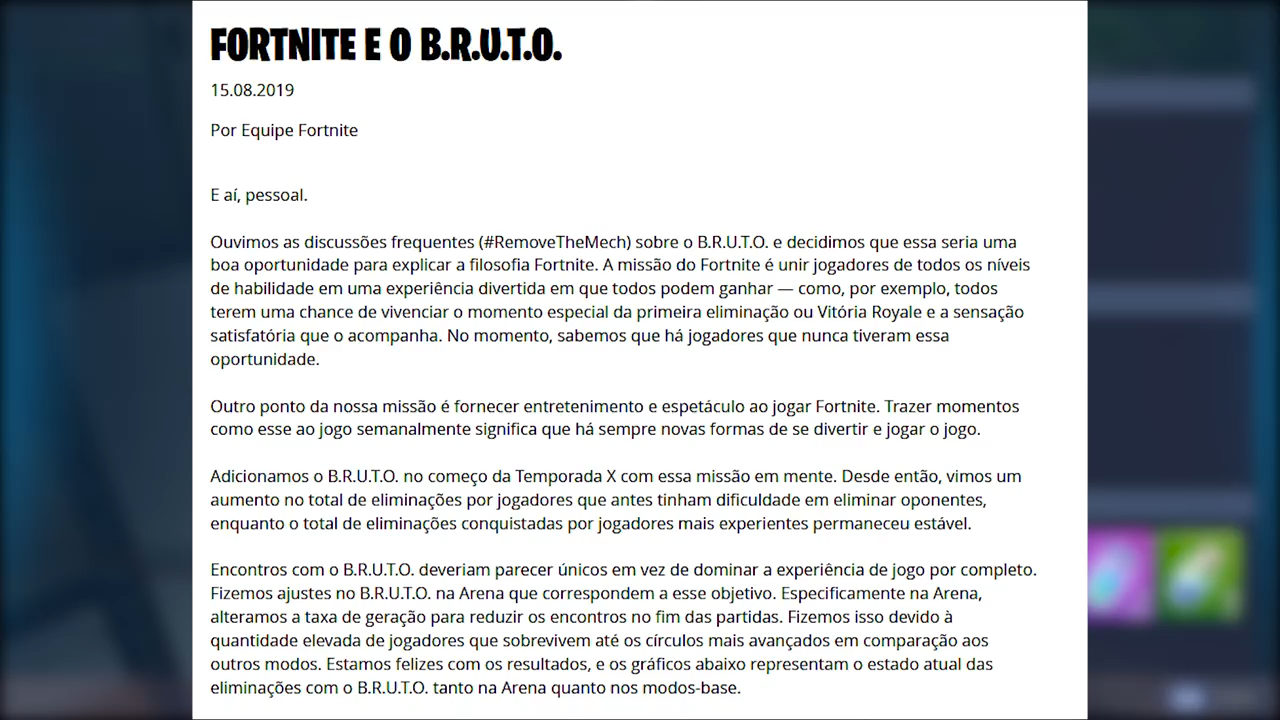 FORTNITE E O B.R.U.T.O.
15.08.2019
Por Equipe Fortnite
E aí, pessoal.
Ouvimos as discussões frequentes (#RemoveTheMech) sobre o B.R.U.T.O. e decidimos que essa seria uma
boa oportunidade para explicar a filosofia Fortnite. A missão do Fortnite é unir jogadores de todos os níveis
de habilidade em uma experiência divertida em que todos podem ganhar — como, por exemplo, todos
terem uma chance de vivenciar o momento especial da primeira eliminação ou Vitória Royale e a sensação
satisfatória que o acompanha. No momento, sabemos que há jogadores que nunca tiveram essa
oportunidade.
Outro ponto da nossa missão é fornecer entretenimento e espetáculo ao jogar Fortnite. Trazer momentos
como esse ao jogo semanalmente significa que há sempre novas formas de se divertir e jogar o jogo.
Adicionamos o B.R.U.T.O. no começo da Temporada X com essa missão em mente. Desde então, vimos um
aumento no total de eliminações por jogadores que antes tinham dificuldade em eliminar oponentes,
enquanto o total de eliminações conquistadas por jogadores mais experientes permaneceu estável.
Encontros com o B.R.U.T.O. deveriam parecer únicos em vez de dominar a experiência de jogo por completo.
Fizemos ajustes no B.R.U.T.O. na Arena que correspondem a esse objetivo. Especificamente na Arena,
alteramos a taxa de geração para reduzir os encontros no fim das partidas. Fizemos isso devido à
quantidade elevada de jogadores que sobrevivem até os círculos mais avançados em comparação aos
outros modos. Estamos felizes com os resultados, e os gráficos abaixo representam o estado atual das
eliminações com o B.R.U.T.O. tanto na Arena quanto nos modos-base.